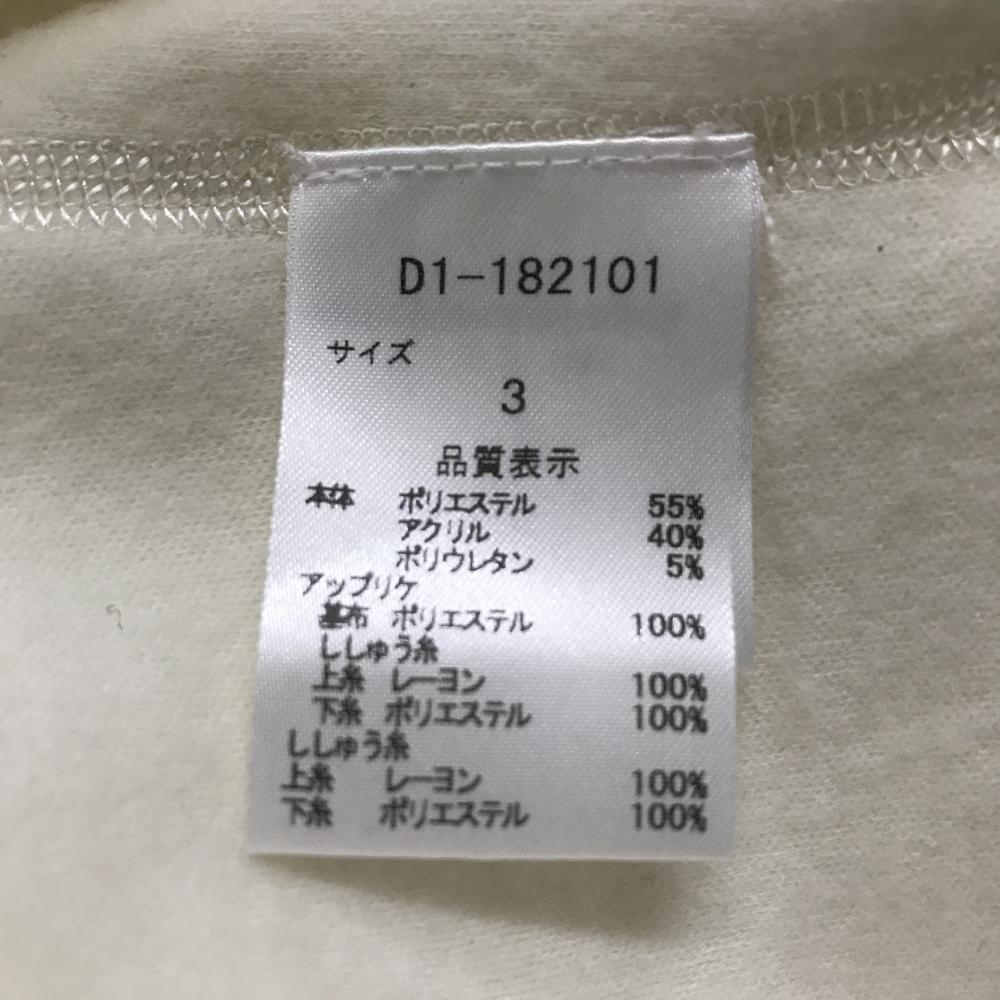 D1-182101
サイズ
3
品質表示
本体 ポリエステル 55%
アクリル 40%
ポリウレタン 5%
アップリケ
基布 ポリエステル 100%
ししゅう糸
上糸 レーヨン 100%
下糸 ポリエステル 100%
ししゅう糸
上糸 レーヨン 100%
下糸 ポリエステル 100%